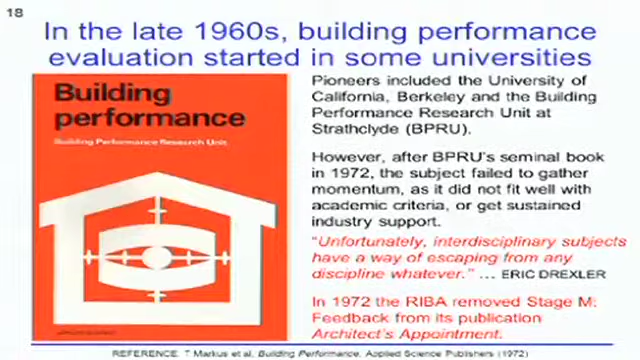 18
In the late 1960s, building performance
evaluation started in some universities
Building
performance
Building Performance Research Unit
Pioneers included the University of
California, Berkeley and the Building
Performance Research Unit at
Strathclyde (BPRU).
However, after BPRU's seminal book
in 1972, the subject failed to gather
momentum, as it did not fit well with
academic criteria, or get sustained
industry support.
"Unfortunately, interdisciplinary subjects
have a way of escaping from any
discipline whatever." … ERIC DREXLER
In 1972 the RIBA removed Stage M:
Feedback from its publication
Architect's Appointment.
REFERENCE: T Markus et al, Building Performance, Applied Science Publishers (1972)